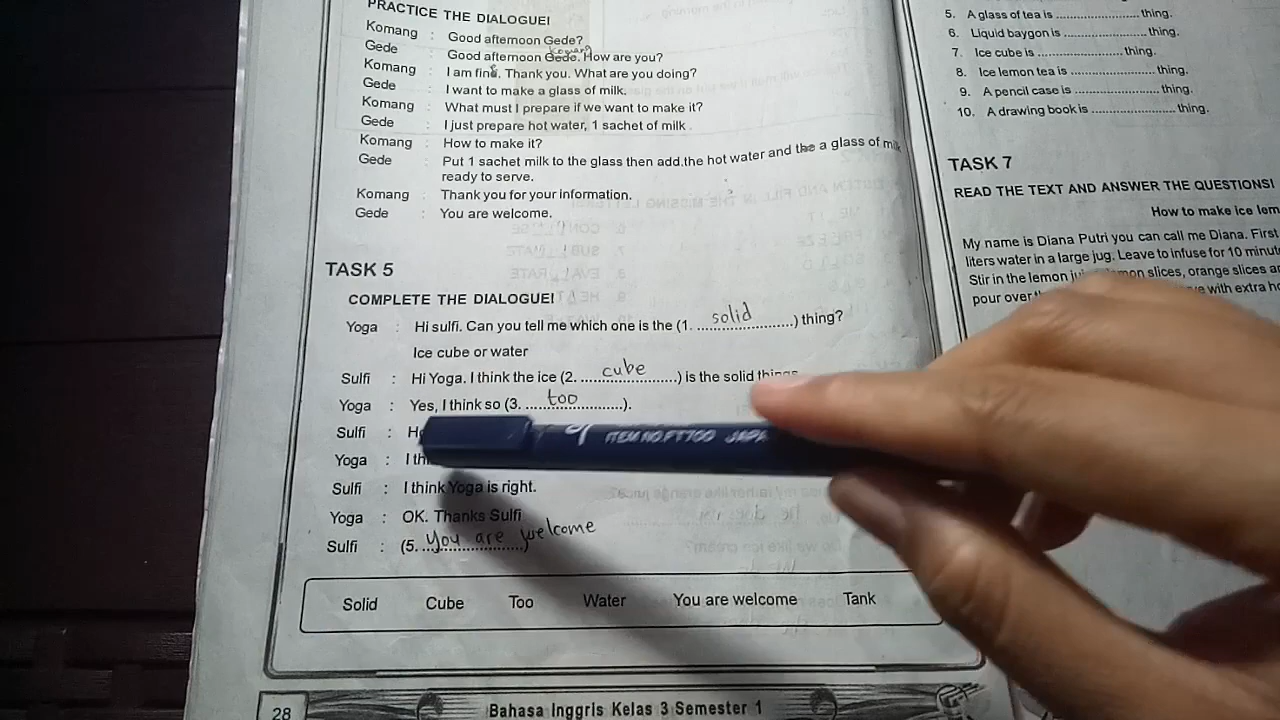 PRACTICE THE DIALOGUE!
Komang : Good afternoon Gede?
Komang
Gede : Good afternoon Gede. How are you?
Komang : I am fine. Thank you. What are you doing?
Gede : I want to make a glass of milk.
Komang : What must I prepare if we want to make it?
Gede : I just prepare hot water, 1 sachet of milk .
Komang : How to make it?
Gede : Put 1 sachet milk to the glass then add.the hot water and the a glass of milk
ready to serve.
Komang : Thank you for your information.
Gede : You are welcome.
TASK 5
COMPLETE THE DIALOGUE!
Yoga : Hi sulfi. Can you tell me which one is the (1. solid) thing?
Ice cube or water
Sulfi : Hi Yoga. I think the ice (2. cube) is the solid things
Yoga : Yes, I think so (3. too).
Sulfi :
Yoga : I
Sulfi : I think Yoga is right.
Yoga : OK. Thanks Sulfi
Sulfi : (5. you are welcome)
Solid Cube Too Water You are welcome Tank
28 Bahasa Inggris Kelas 3 Semester 1
5. A glass of tea is ........................ thing.
6. Liquid baygon is ........................ thing.
7. Ice cube is ........................ thing.
8. Ice lemon tea is ........................ thing.
9. A pencil case is ........................ thing.
10. A drawing book is ........................ thing.
TASK 7
READ THE TEXT AND ANSWER THE QUESTIONS!
How to make ice lem
My name is Diana Putri you can call me Diana. First
liters water in a large jug. Leave to infuse for 10 minut
Stir in the lemon slices, orange slices a
pour over with extra h